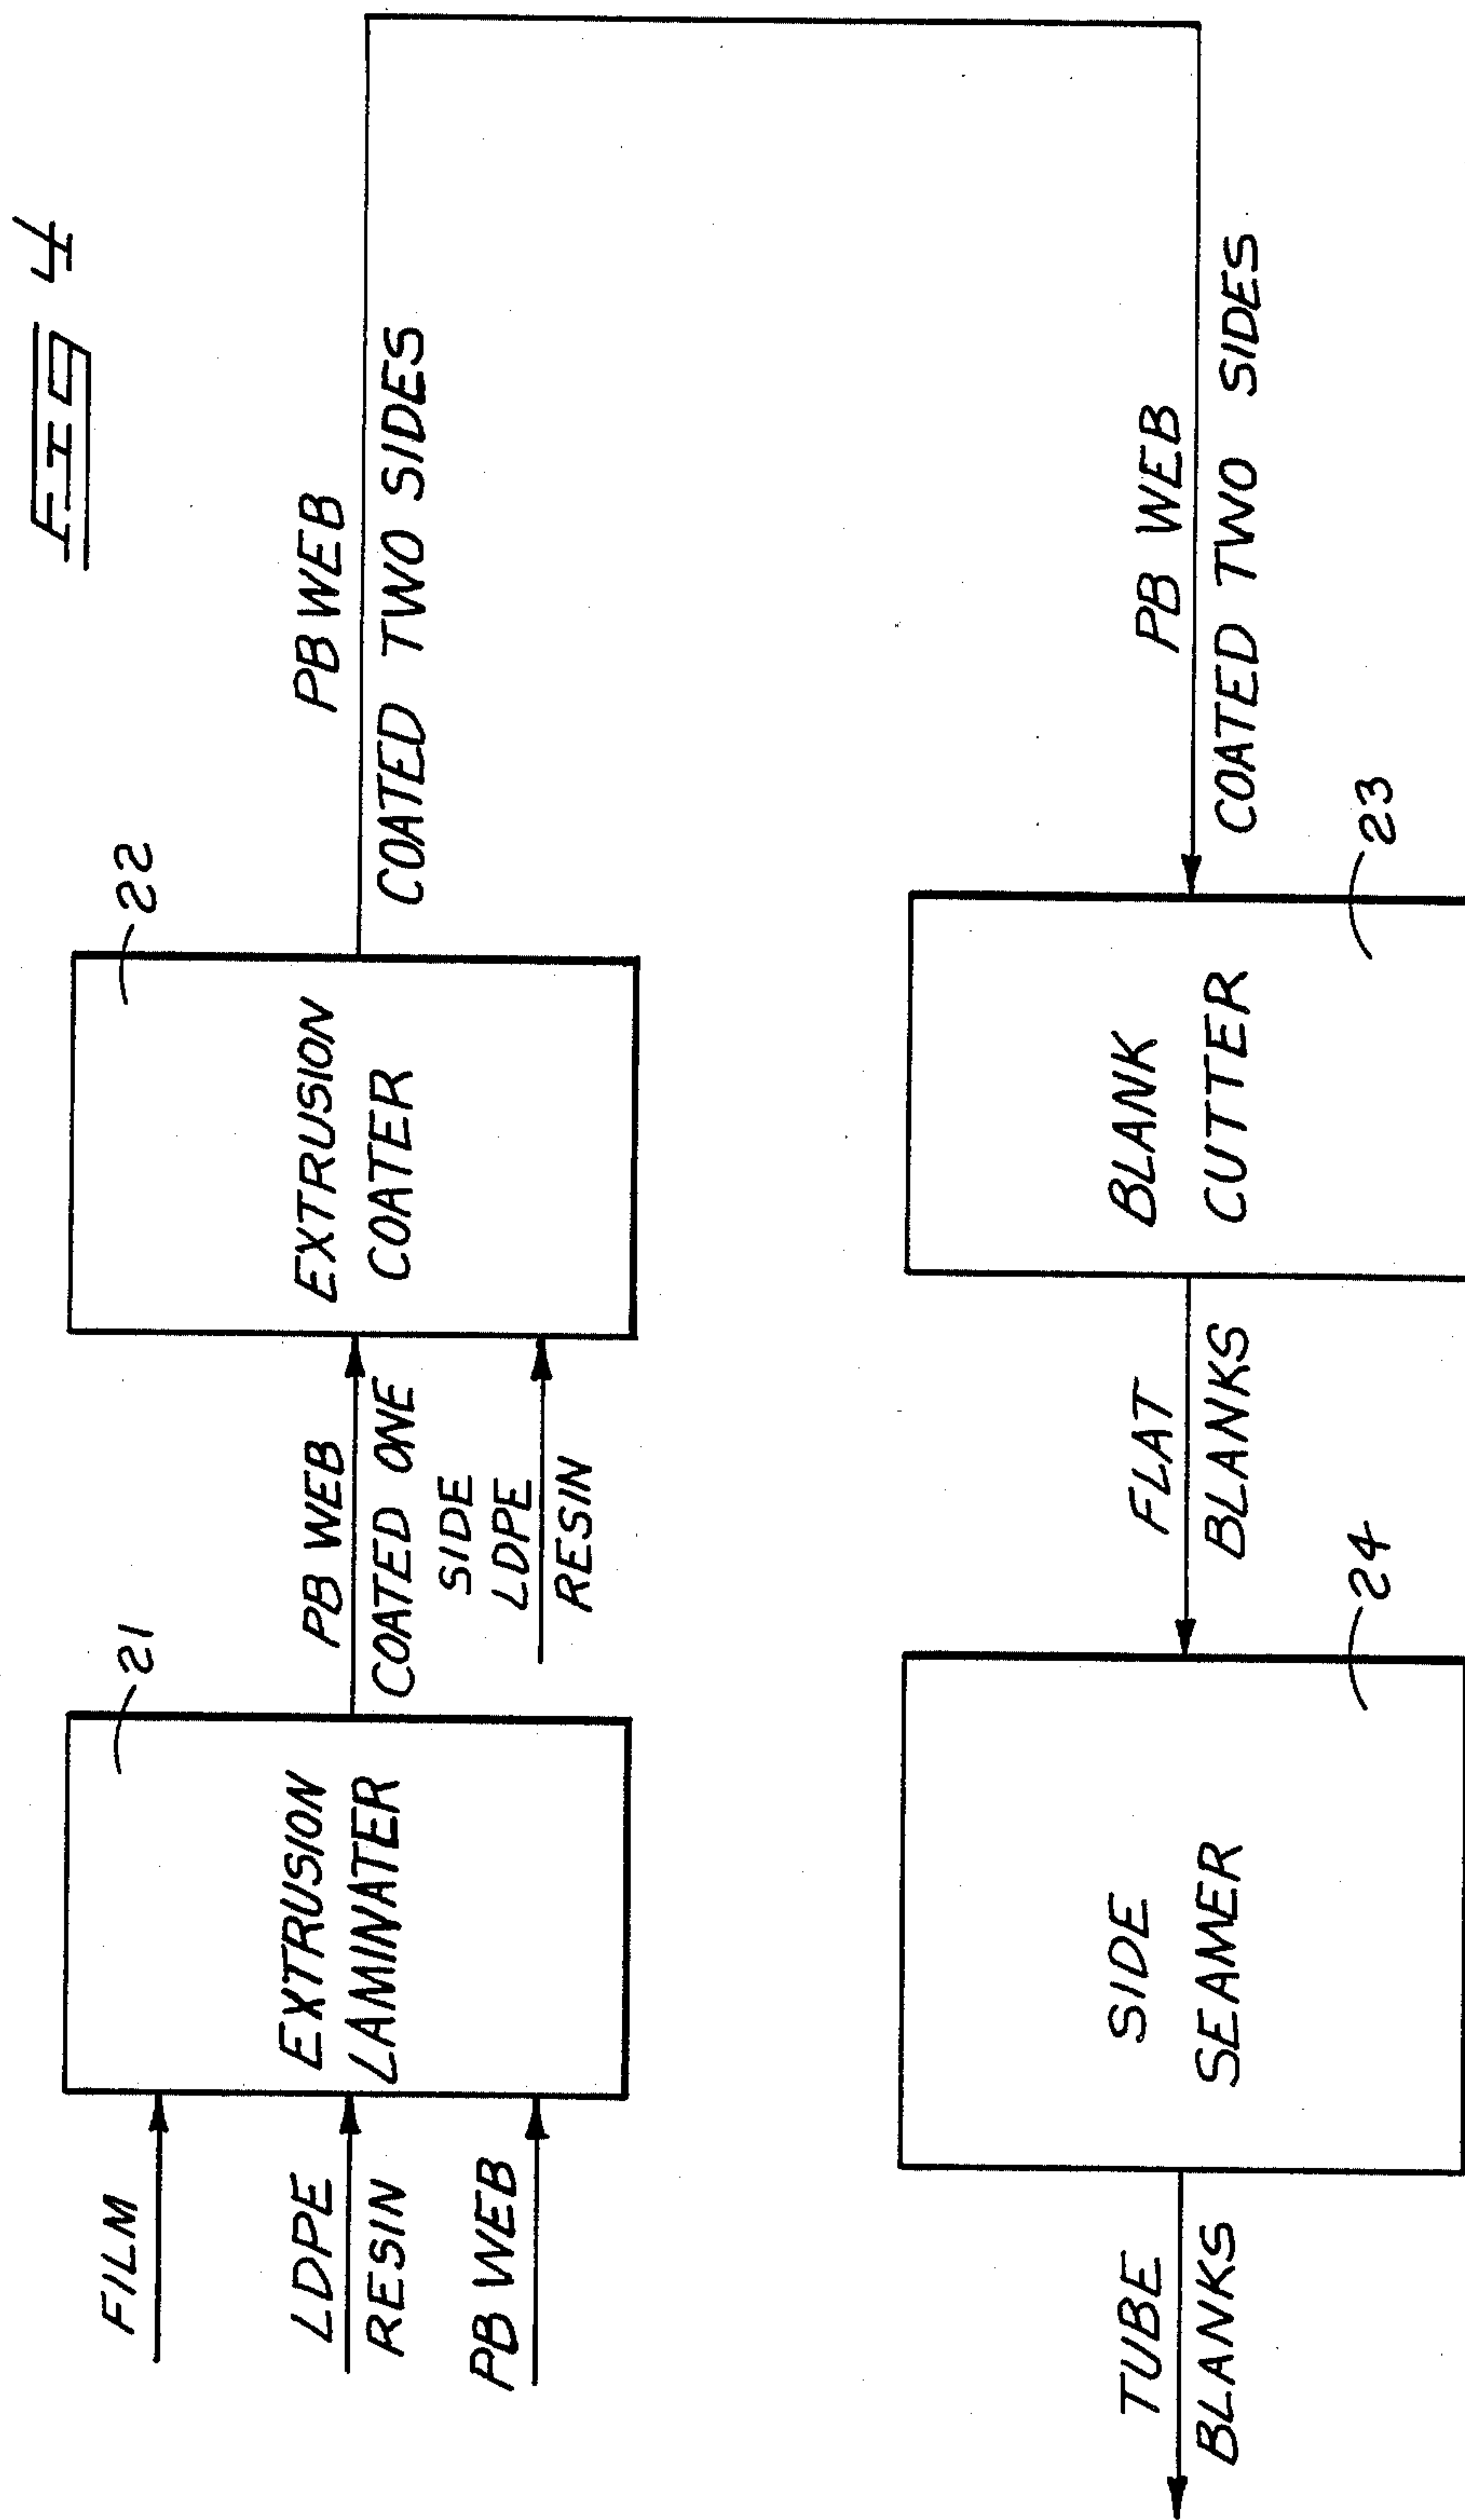 FIG 4
FILM
LDPE
RESIN
PB WEB
21
EXTRUSION
LAMINATER
PB WEB
COATED ONE
SIDE
LDPE
RESIN
22
EXTRUSION
COATER
PB WEB
COATED TWO SIDES
PB WEB
COATED TWO SIDES
23
BLANK
CUTTER
FLAT
BLANKS
24
SIDE
SEAMER
TUBE
BLANKS